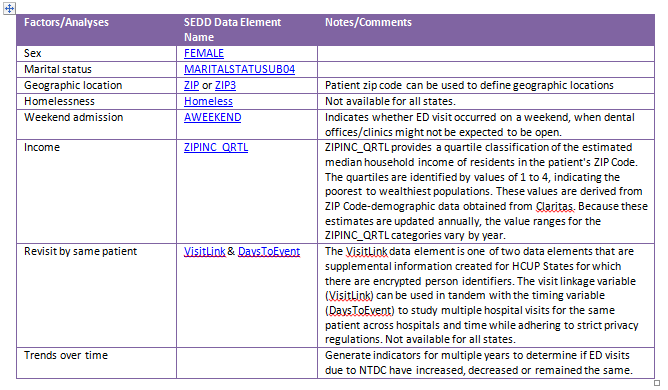 Factors/Analyses SEDD Data Element Notes/Comments
Name
Sex FEMALE
Marital status MARITALSTATUSUB04
Geographic location ZIP or ZIP3 Patient zip code can be used to define geographic locations
Homelessness Homeless Not available for all states.
Weekend admission AWEEKEND Indicates whether ED visit occurred on a weekend, when dental
offices/clinics might not be expected to be open.
Income ZIPINC_QRTL ZIPINC_QRTL provides a quartile classification of the estimated
median household income of residents in the patient's ZIP Code.
The quartiles are identified by values of 1 to 4, indicating the
poorest to wealthiest populations. These values are derived from
ZIP Code-demographic data obtained from Claritas. Because these
estimates are updated annually, the value ranges for the
ZIPINC_QRTL categories vary by year.
Revisit by same patient VisitLink & DaysToEvent The VisitLink data element is one of two data elements that are
supplemental information created for HCUP States for which
there are encrypted person identifiers. The visit linkage variable
(VisitLink) can be used in tandem with the timing variable
(DaysToEvent) to study multiple hospital visits for the same
patient across hospitals and time while adhering to strict privacy
regulations. Not available for all states.
Trends over time Generate indicators for multiple years to determine if ED visits
due to NTDC have increased, decreased or remained the same.